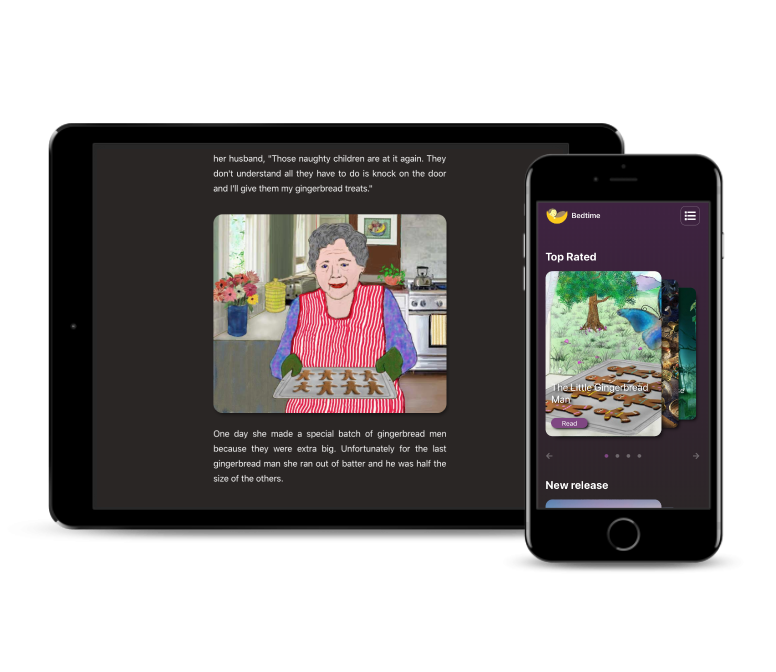 her husband, "Those naughty children are at it again. They
don't understand all they have to do is knock on the door
and I'll give them my gingerbread treats."
One day she made a special batch of gingerbread men
because they were extra big. Unfortunately for the last
gingerbread man she ran out of batter and he was half the
size of the others.
Bedtime
Top Rated
The Little Gingerbread
Man
Read
New release